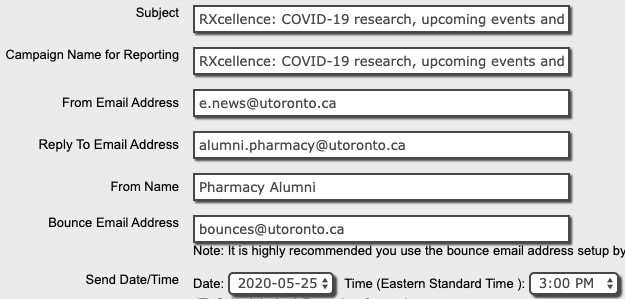 Subject RXcellence: COVID-19 research, upcoming events and
Campaign Name for Reporting RXcellence: COVID-19 research, upcoming events and
From Email Address e.news@utoronto.ca
Reply To Email Address alumni.pharmacy@utoronto.ca
From Name Pharmacy Alumni
Bounce Email Address bounces@utoronto.ca
Note: It is highly recommended you use the bounce email address setup by
Send Date/Time Date: 2020-05-25 Time (Eastern Standard Time ): 3:00 PM